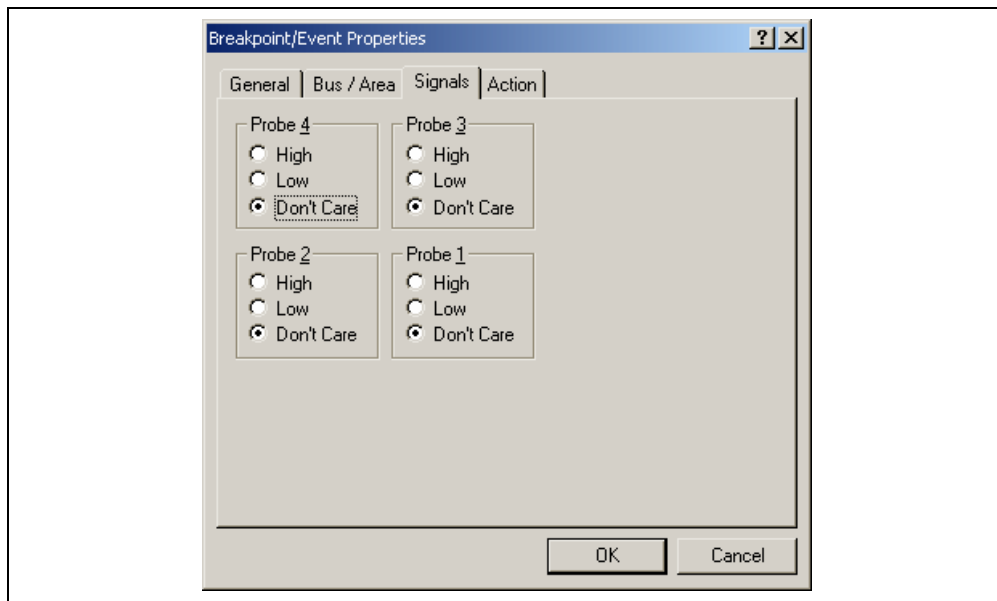 Breakpoint/Event Properties
General Bus / Area Signals Action
Probe 4 Probe 3
High High
Low Low
Don't Care Don't Care
Probe 2 Probe 1
High High
Low Low
Don't Care Don't Care
OK Cancel